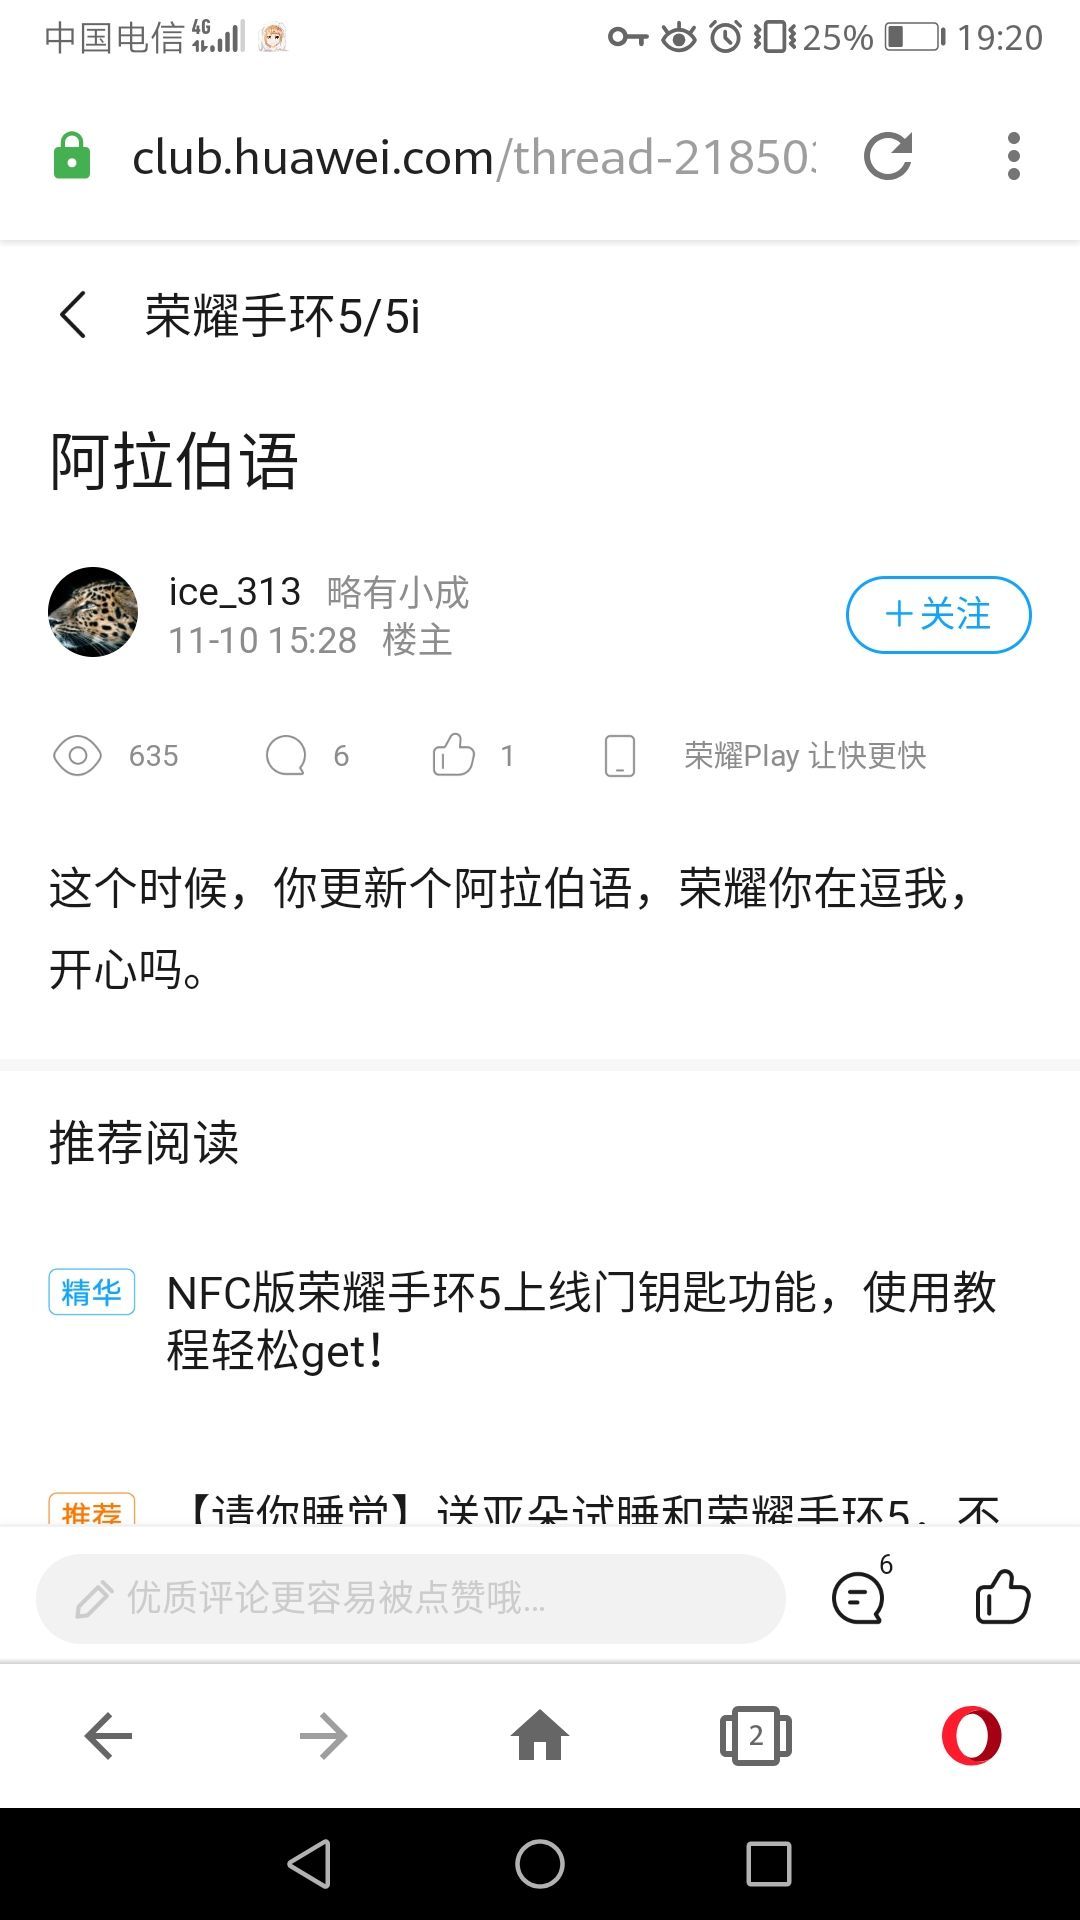 中国电信 4G 25% 19:20
club.huawei.com/thread-218503
荣耀手环5/5i
阿拉伯语
ice_313 略有小成
11-10 15:28 楼主
+关注
635 6 1 荣耀Play 让快更快
这个时候，你更新个阿拉伯语，荣耀你在逗我，
开心吗。
推荐阅读
精华 NFC版荣耀手环5上线门钥匙功能，使用教
程轻松get！
推荐 【请你睡觉】送亚朵试睡和荣耀手环5，不
优质评论更容易被点赞哦... 6
2